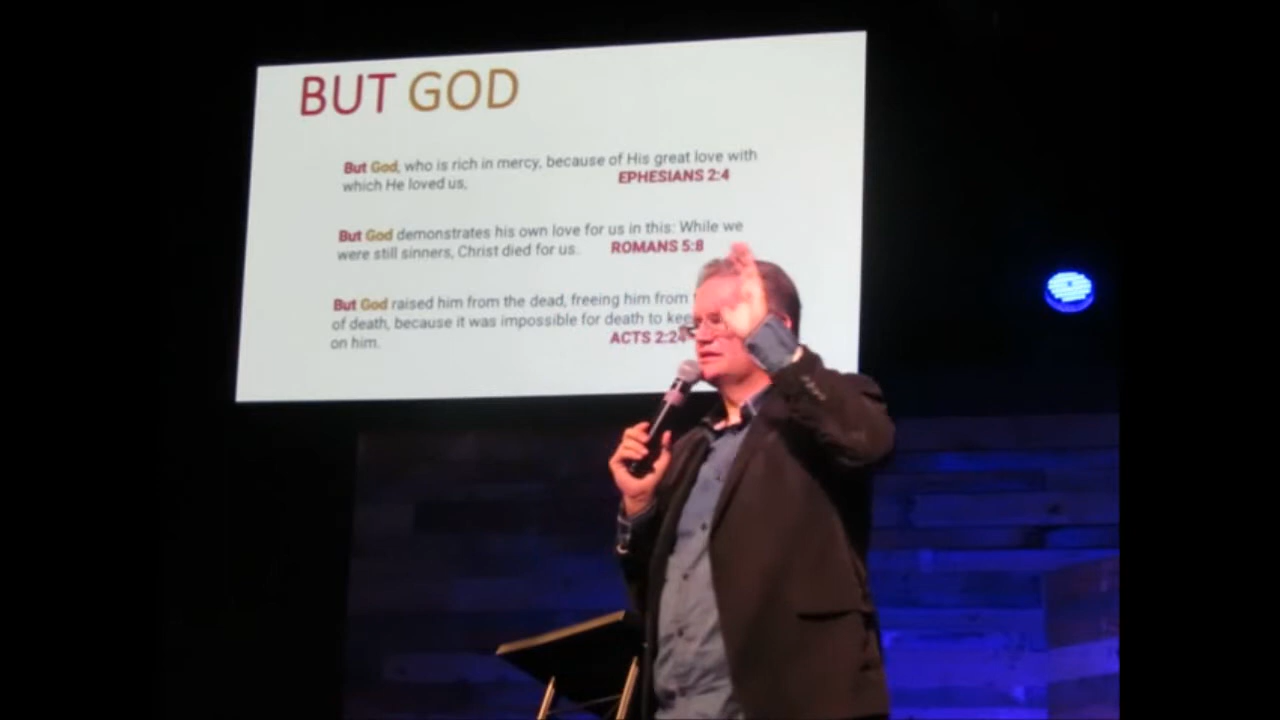 BUT GOD
But God, who is rich in mercy, because of His great love with
which He loved us, EPHESIANS 2:4
But God demonstrates his own love for us in this: While we
were still sinners, Christ died for us. ROMANS 5:8
But God raised him from the dead, freeing him from
of death, because it was impossible for death to
on him. ACTS 2:24